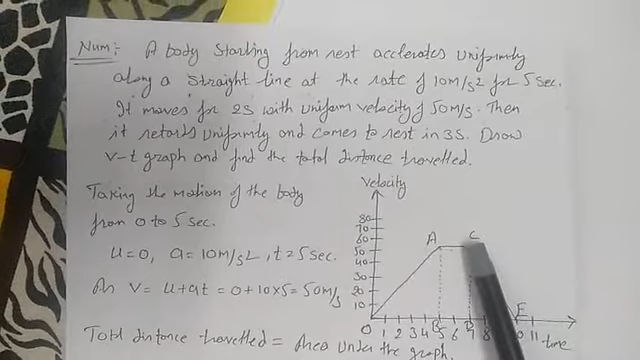 Num:- A body starting from rest accelerates uniformly
along a straight line at the rate of 10m/s2 for 5 sec.
It moves for 2s with uniform velocity of 50m/s. Then
it retards uniformly and comes to rest in 3s. Draw
v-t graph and find the total distance travelled.
Taking the motion of the body
from 0 to 5 sec.
u=0, a=10m/s2, t=5sec.
As v= u+at = 0+10×5=50m/s
Total distance travelled = Area under the graph.
Velocity
80
70
60
50
40
30
20
10
A C
B D E
0 1 2 3 4 5 6 7 8 10 11 time